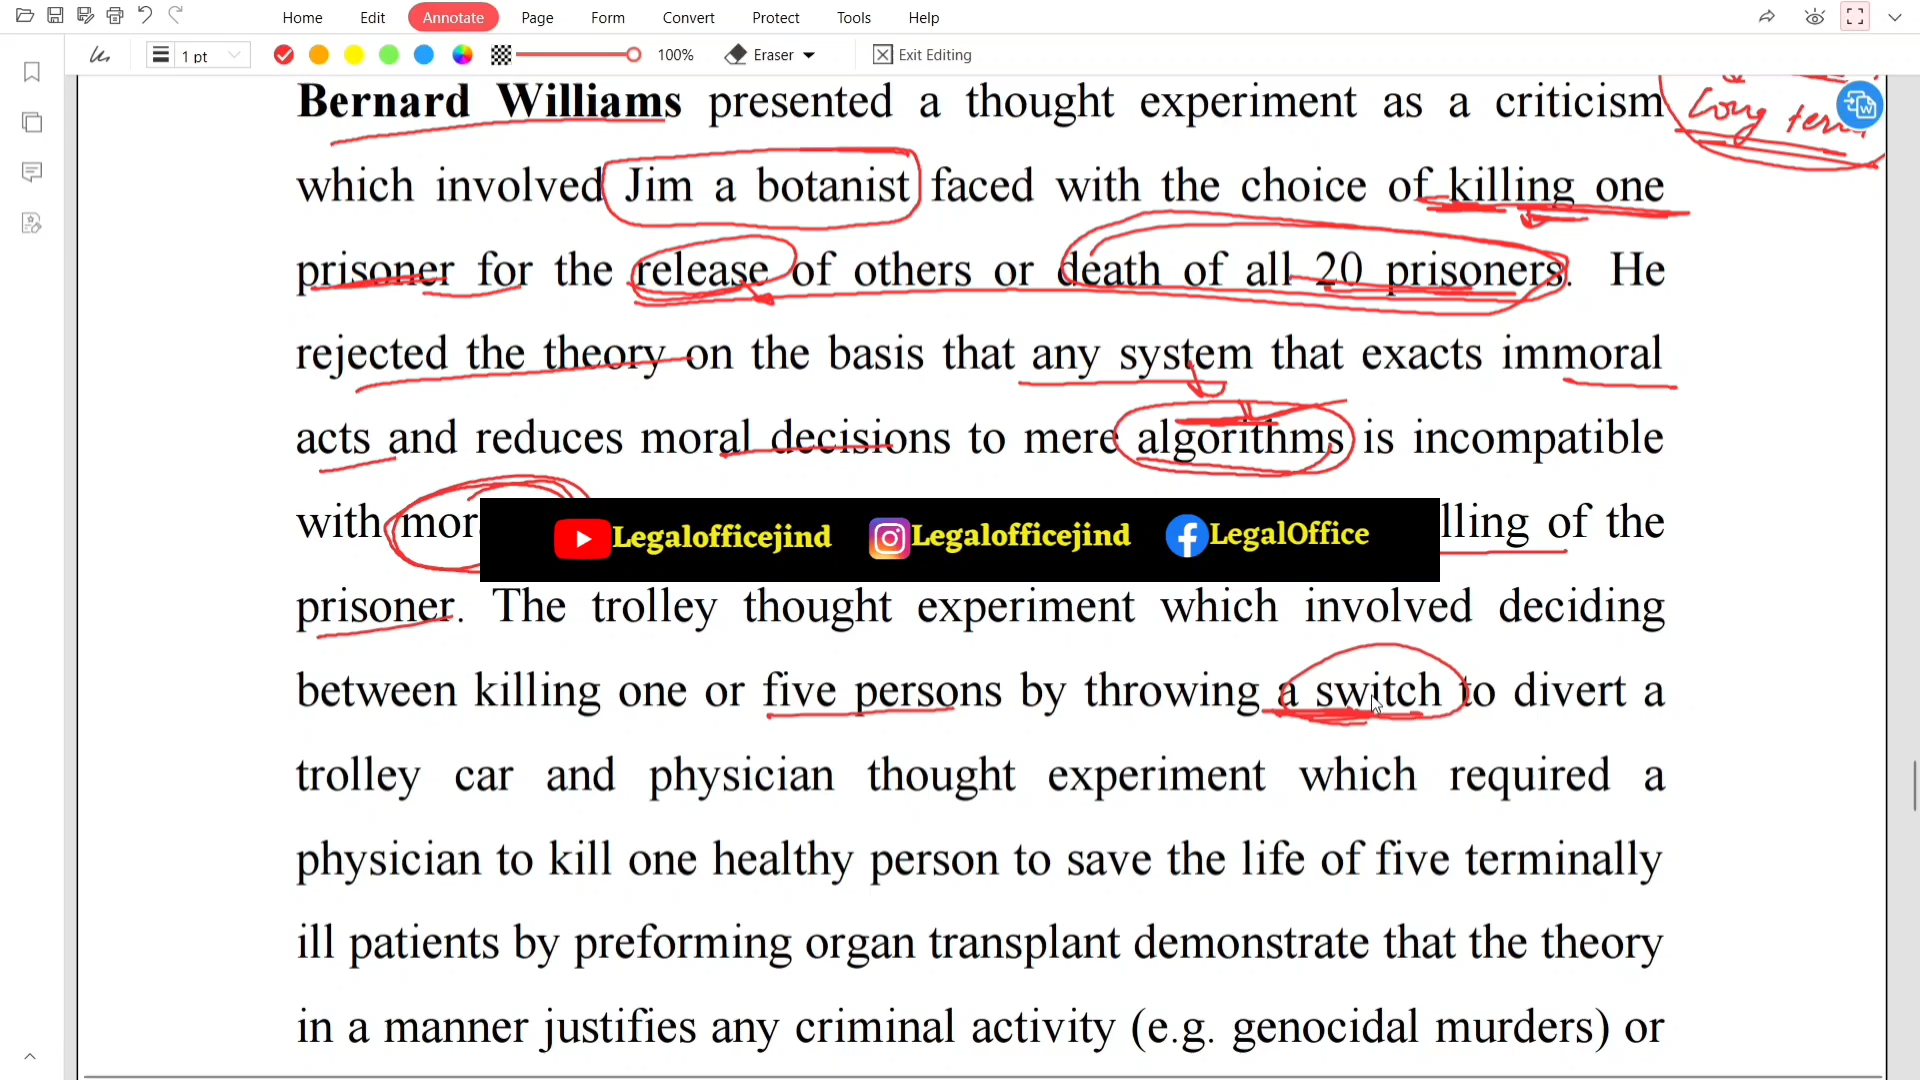 Home Edit Annotate Page Form Convert Protect Tools Help
1 pt 100% Eraser Exit Editing
Bernard Williams presented a thought experiment as a criticism
Long term
which involved Jim a botanist faced with the choice of killing one
prisoner for the release of others or death of all 20 prisoners. He
rejected the theory on the basis that any system that exacts immoral
acts and reduces moral decisions to mere algorithms is incompatible
with of the
Legalofficejind Legalofficejind LegalOffice
prisoner. The trolley thought experiment which involved deciding
between killing one or five persons by throwing a switch to divert a
trolley car and physician thought experiment which required a
physician to kill one healthy person to save the life of five terminally
ill patients by preforming organ transplant demonstrate that the theory
in a manner justifies any criminal activity (e.g. genocidal murders) or